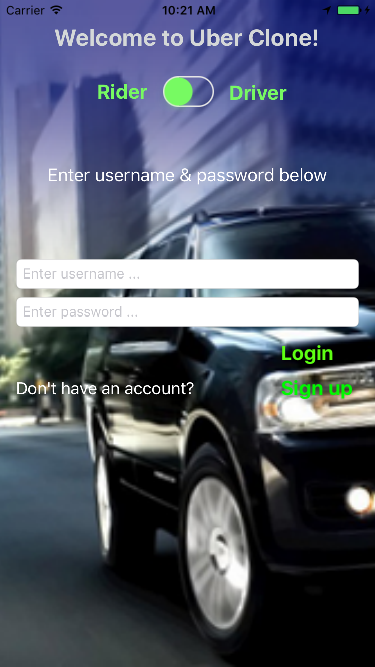 Carrier 10:21 AM
Welcome to Uber Clone!
Rider Driver
Enter username & password below
Enter username ...
Enter password ...
Login
Don't have an account? Sign up